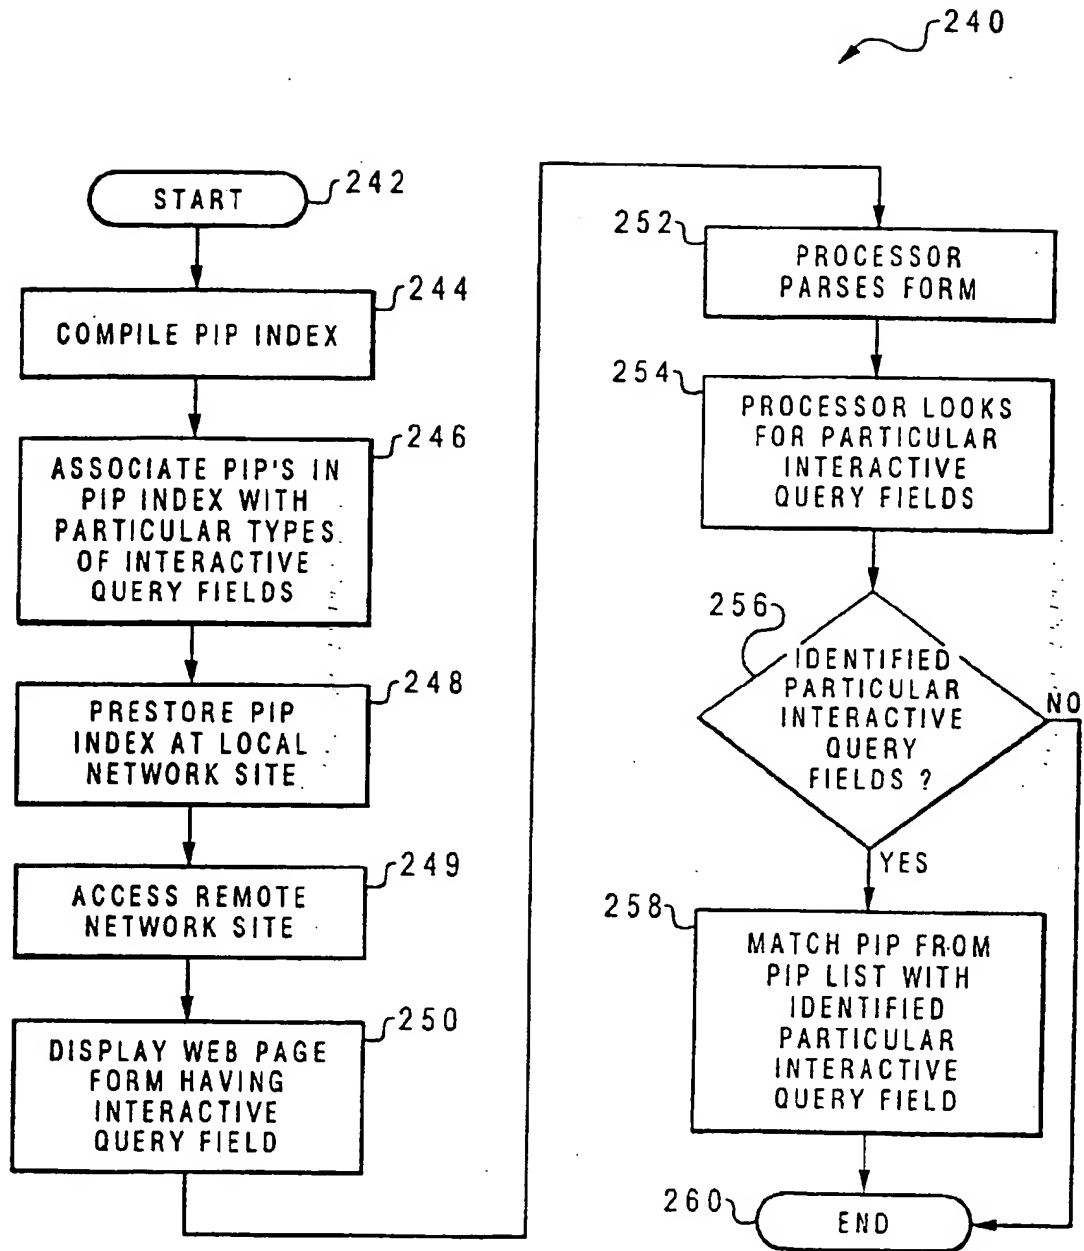 240
START
242
COMPILE PIP INDEX
244
ASSOCIATE PIP'S IN
PIP INDEX WITH
PARTICULAR TYPES
OF INTERACTIVE
QUERY FIELDS
246
PRESTORE PIP
INDEX AT LOCAL
NETWORK SITE
248
ACCESS REMOTE
NETWORK SITE
249
DISPLAY WEB PAGE
FORM HAVING
INTERACTIVE
QUERY FIELD
250
252
PROCESSOR
PARSES FORM
254
PROCESSOR LOOKS
FOR PARTICULAR
INTERACTIVE
QUERY FIELDS
256
IDENTIFIED
PARTICULAR
INTERACTIVE
QUERY
FIELDS ?
NO
YES
258
MATCH PIP FROM
PIP LIST WITH
IDENTIFIED
PARTICULAR
INTERACTIVE
QUERY FIELD
260
END